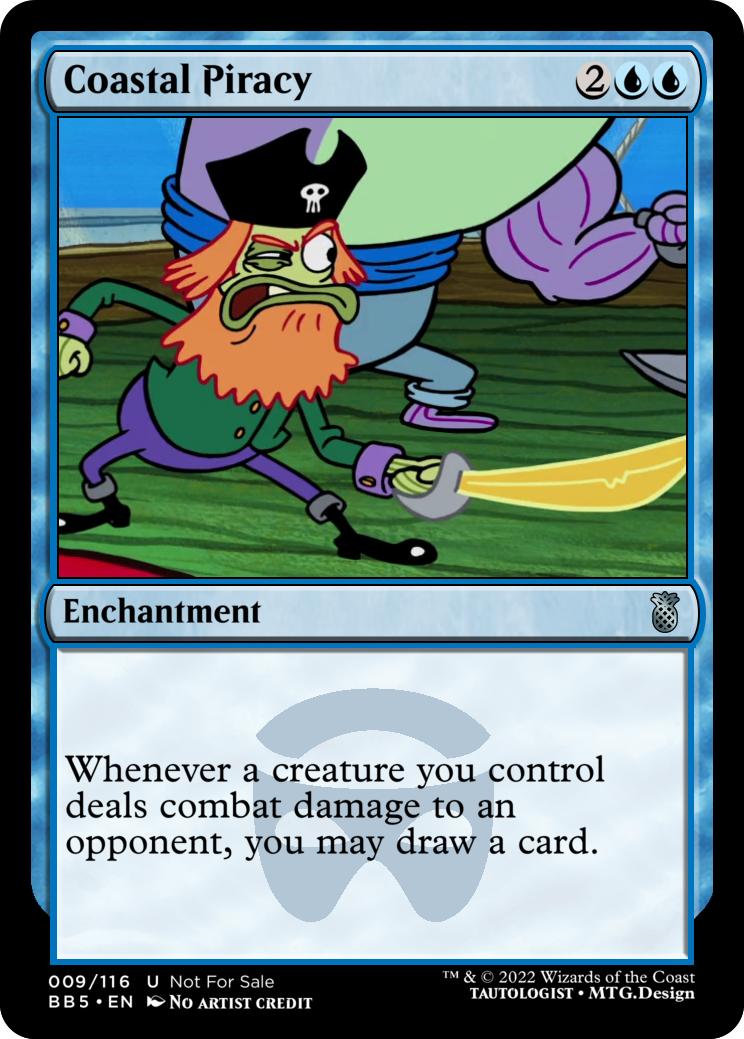 Coastal Piracy 2
Enchantment
Whenever a creature you control
deals combat damage to an
opponent, you may draw a card.
009/116 U Not For Sale
™ & © 2022 Wizards of the Coast
BB5 • EN No ARTIST CREDIT
TAUTOLOGIST • MTG.Design